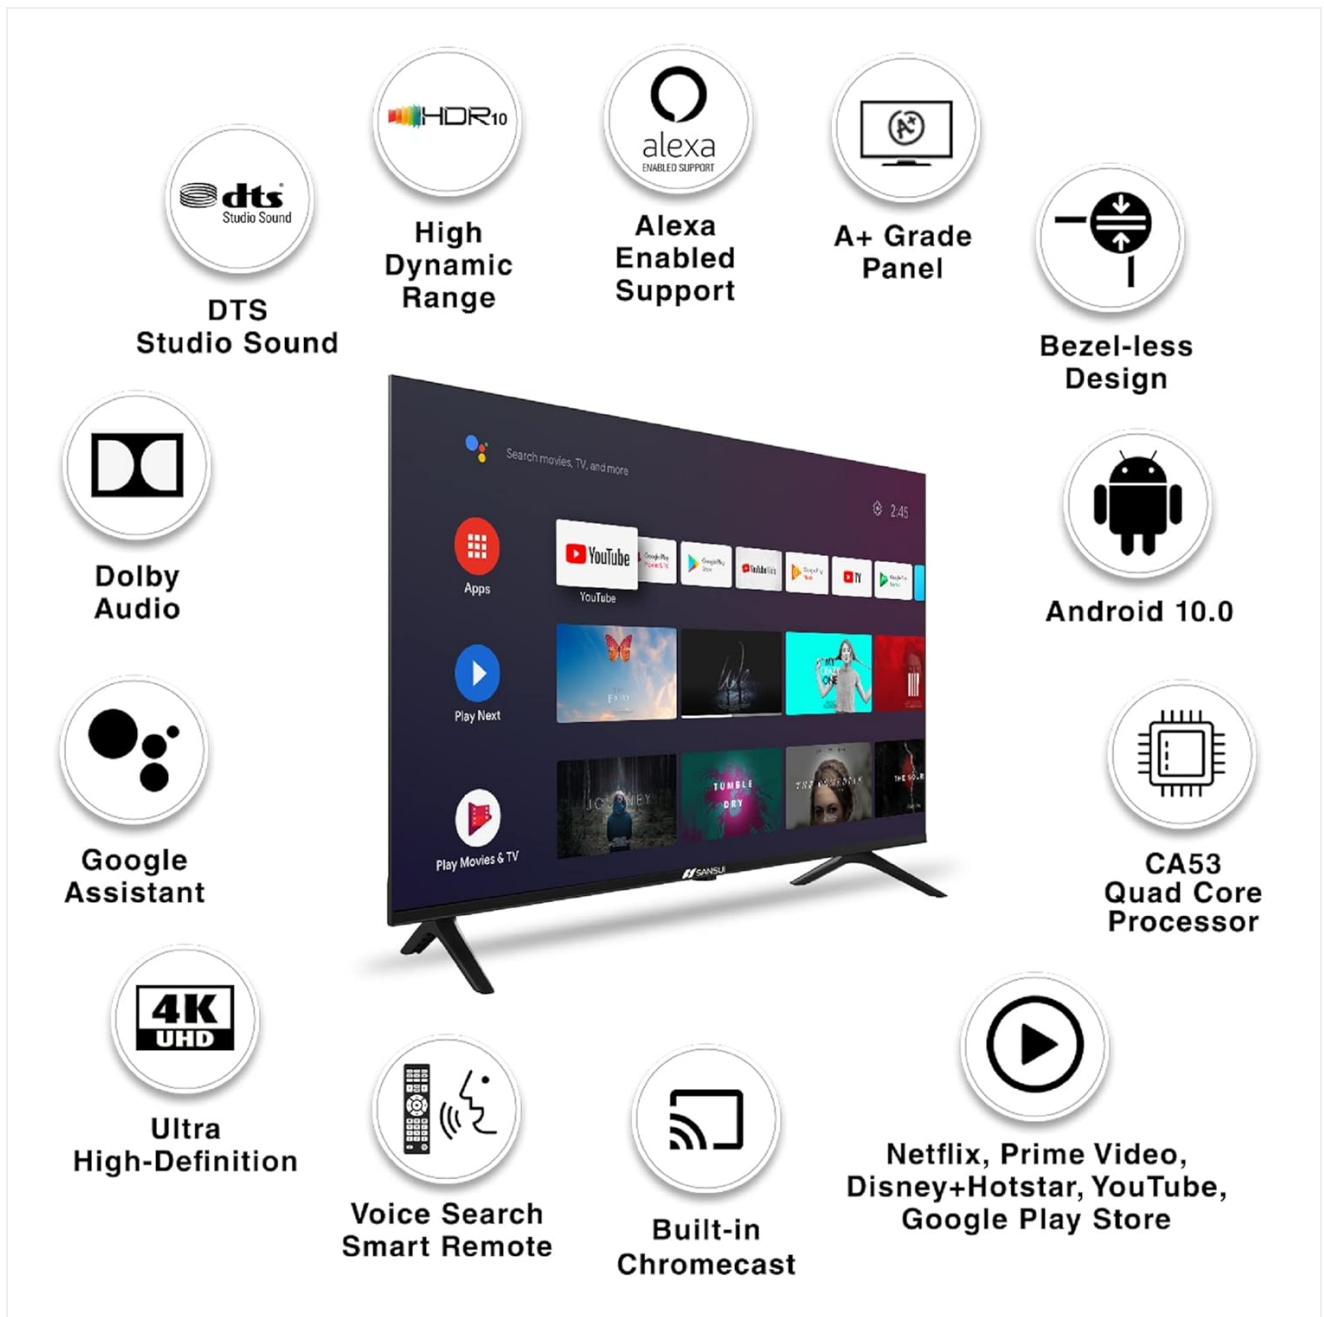 HDR10
alexa
ENABLED SUPPORT
A+
dts
Studio Sound
High
Dynamic
Range
Alexa
Enabled
Support
A+ Grade
Panel
DTS
Studio Sound
Bezel-less
Design
Search movies, TV, and more
2:45
YouTube
Apps
YouTube
Dolby
Audio
Android 10.0
Play Next
TUMBLE
DRY
JOURNEY
Play Movies & TV
SANSUI
Google
Assistant
CA53
Quad Core
Processor
4K
UHD
Ultra
High-Definition
Voice Search
Smart Remote
Built-in
Chromecast
Netflix, Prime Video,
Disney+Hotstar, YouTube,
Google Play Store